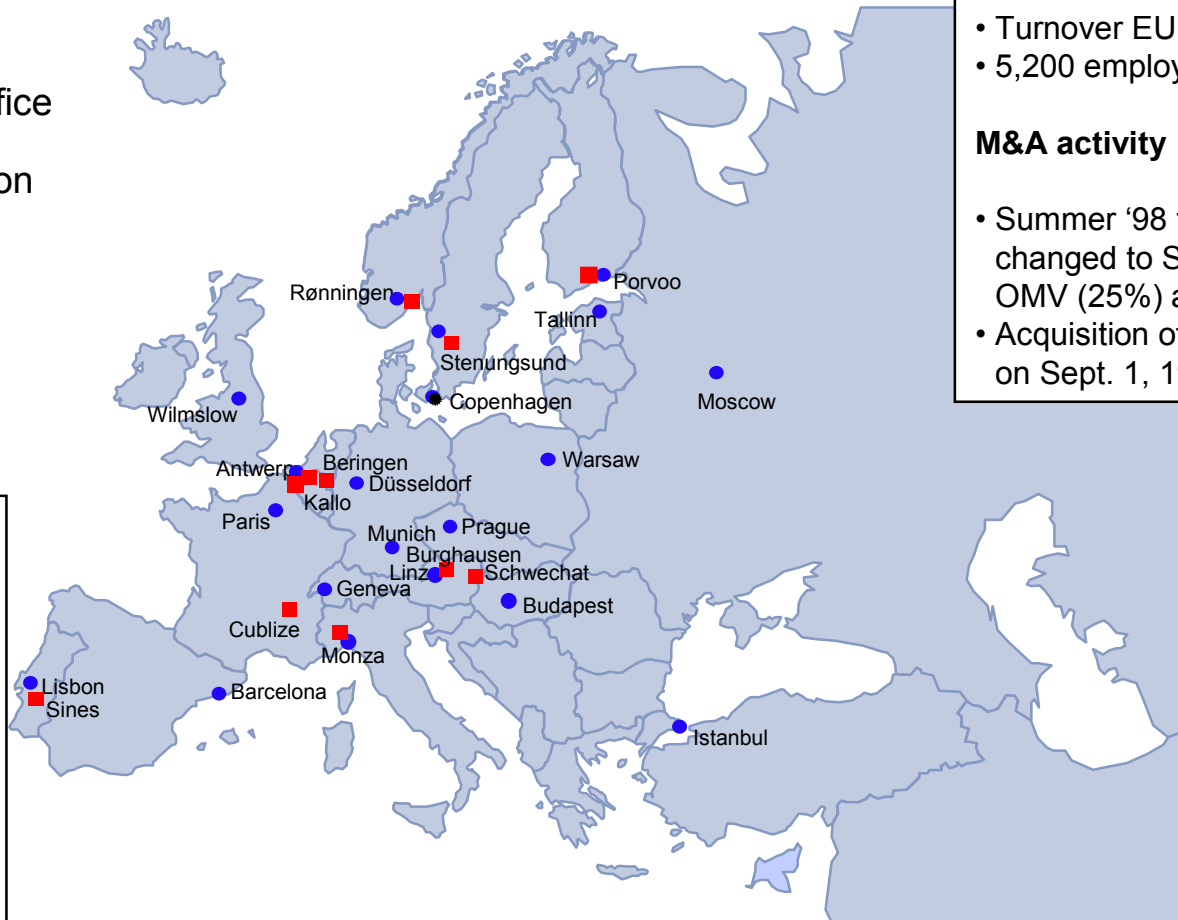 fice
on
• Turnover EU
• 5,200 employ
M&A activity
• Summer ‘98
changed to S
OMV (25%) a
• Acquisition of
on Sept. 1, 19
Rønningen
Porvoo
Tallinn
Stenungsund
Wilmslow
Copenhagen
Moscow
Antwerp
Beringen
Warsaw
Düsseldorf
Kallo
Paris
Munich
Prague
Burghausen
Linz
Schwechat
Geneva
Budapest
Cublize
Monza
Lisbon
Barcelona
Sines
Istanbul